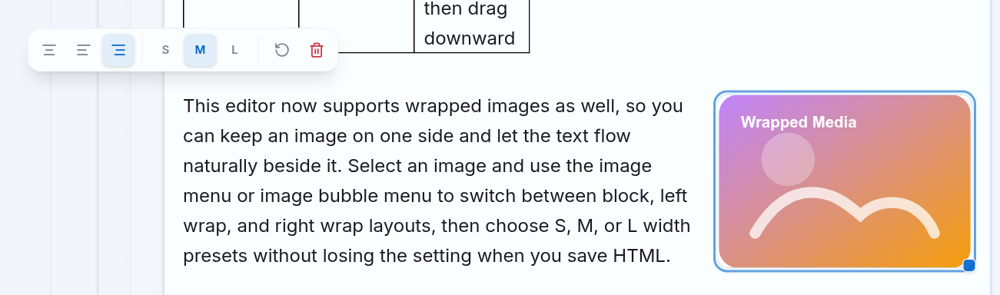 then drag
downward
S M L
This editor now supports wrapped images as well, so you
can keep an image on one side and let the text flow
naturally beside it. Select an image and use the image
menu or image bubble menu to switch between block, left
wrap, and right wrap layouts, then choose S, M, or L width
presets without losing the setting when you save HTML.
Wrapped Media